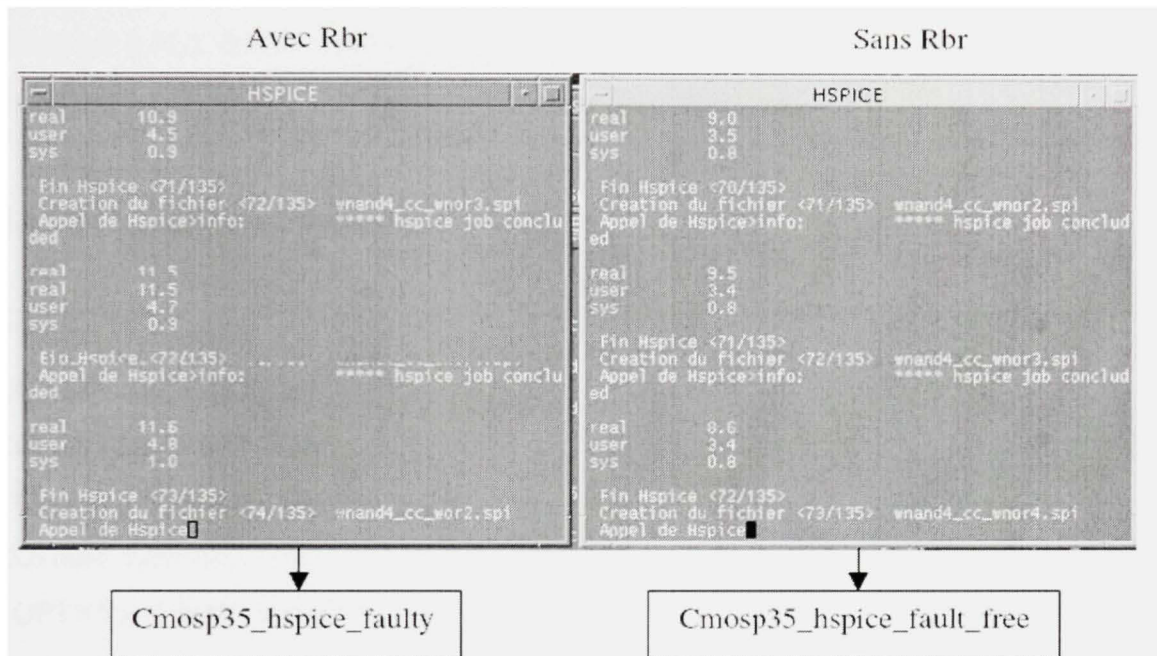 Avec Rbr
Sans Rbr
HSPICE
real 10.9
user 4.5
sys 0.9
Fin Hspice <71/135>
Creation du fichier <72/135> wnand4_cc_wnor3.spi
Appel de Hspice>info: ***** hspice job conclu
ded
real 11.5
real 11.5
user 4.7
sys 0.9
Fin Hspice <72/135>
Appel de Hspice>info: ***** hspice job conclu
ded
real 11.6
user 4.8
sys 1.0
Fin Hspice <73/135>
Creation du fichier <74/135> wnand4_cc_wor2.spi
Appel de Hspice
HSPICE
real 9.0
user 3.5
sys 0.8
Fin Hspice <70/135>
Creation du fichier <71/135> wnand4_cc_wnor2.spi
Appel de Hspice>info: ***** hspice job conclud
ed
real 9.5
user 3.4
sys 0.8
Fin Hspice <71/135>
Creation du fichier <72/135> wnand4_cc_wnor3.spi
Appel de Hspice>info: ***** hspice job conclud
ed
real 8.6
user 3.4
sys 0.8
Fin Hspice <72/135>
Creation du fichier <73/135> wnand4_cc_wnor4.spi
Appel de Hspice
Cmosp35_hspice_faulty
Cmosp35_hspice_fault_free